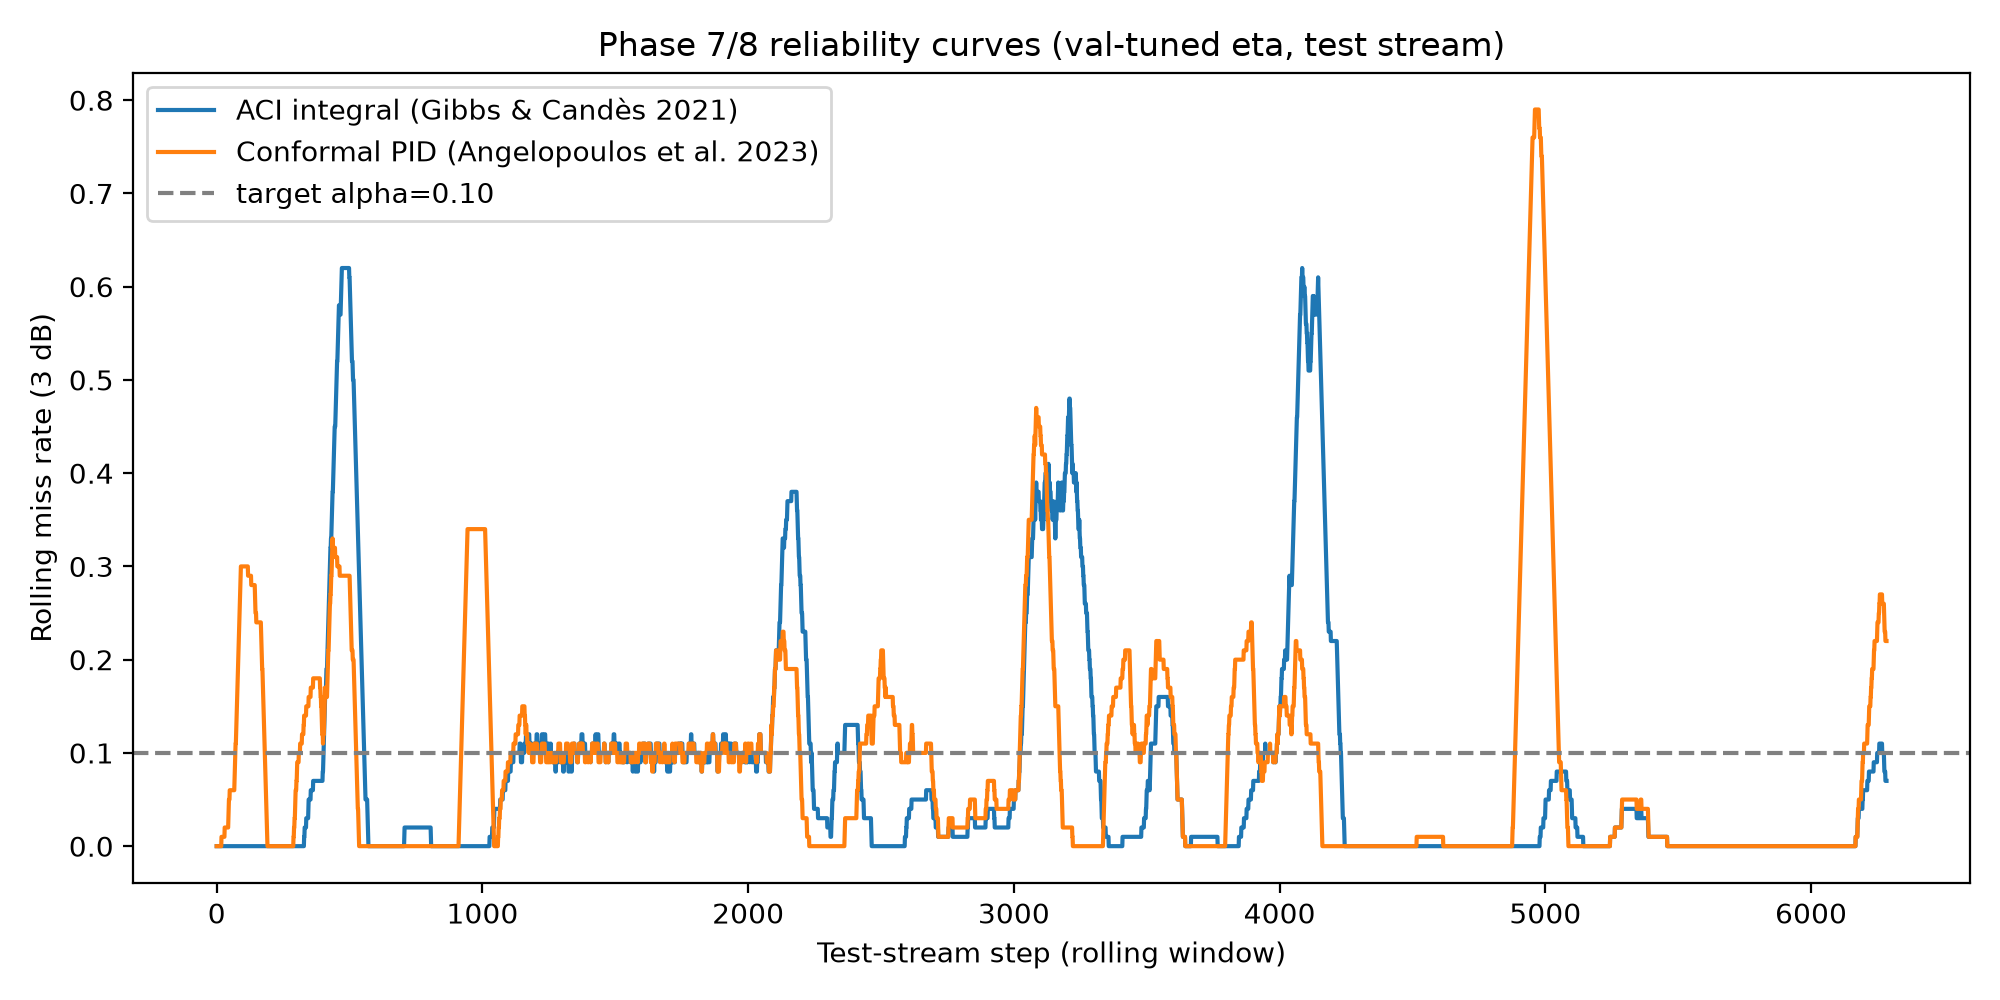 Phase 7/8 reliability curves (val-tuned eta, test stream)
ACI integral (Gibbs & Candès 2021)
Conformal PID (Angelopoulos et al. 2023)
target alpha=0.10
Rolling miss rate (3 dB)
0.8
0.7
0.6
0.5
0.4
0.3
0.2
0.1
0.0
0 1000 2000 3000 4000 5000 6000
Test-stream step (rolling window)